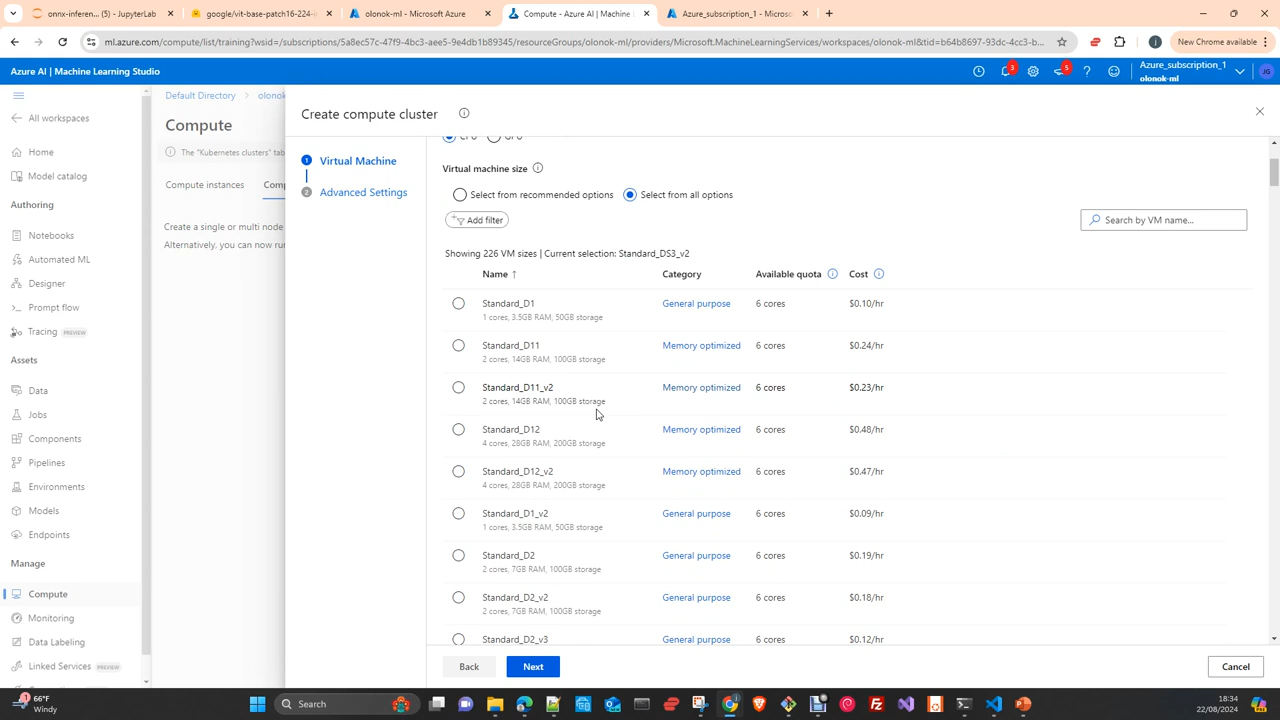 onnx-inferen... (5) - JupyterLab
google/vit-base-patch16-224-i
olonok-ml - Microsoft Azure
Compute - Azure AI | Machine L
Azure_subscription_1 - Microso
ml.azure.com/compute/list/training?wsid=/subscriptions/5a8ec57c-47f9-4bc3-aee5-9e4db1b89345/resourceGroups/olonok-ml/providers/Microsoft.MachineLearningServices/workspaces/olonok-ml&tid=b64b8697-93dc-4cc3-b...
New Chrome available
Azure AI | Machine Learning Studio
3
5
Azure_subscription_1
olonok-ml
JG
All workspaces
Home
Model catalog
Authoring
Notebooks
Automated ML
Designer
Prompt flow
Tracing PREVIEW
Assets
Data
Jobs
Components
Pipelines
Environments
Models
Endpoints
Manage
Compute
Monitoring
Data Labeling
Linked Services PREVIEW
Default Directory
olonok
Compute
The "Kubernetes clusters" tab
Compute instances
Comp
Create a single or multi node
Alternatively, you can now run
Create compute cluster
1 Virtual Machine
2 Advanced Settings
CPU GPU
Virtual machine size
Select from recommended options
Select from all options
Add filter
Search by VM name...
Showing 226 VM sizes | Current selection: Standard_DS3_v2
Name ↑ Category Available quota Cost
Standard_D1 General purpose 6 cores $0.10/hr
1 cores, 3.5GB RAM, 50GB storage
Standard_D11 Memory optimized 6 cores $0.24/hr
2 cores, 14GB RAM, 100GB storage
Standard_D11_v2 Memory optimized 6 cores $0.23/hr
2 cores, 14GB RAM, 100GB storage
Standard_D12 Memory optimized 6 cores $0.48/hr
4 cores, 28GB RAM, 200GB storage
Standard_D12_v2 Memory optimized 6 cores $0.47/hr
4 cores, 28GB RAM, 200GB storage
Standard_D1_v2 General purpose 6 cores $0.09/hr
1 cores, 3.5GB RAM, 50GB storage
Standard_D2 General purpose 6 cores $0.19/hr
2 cores, 7GB RAM, 100GB storage
Standard_D2_v2 General purpose 6 cores $0.18/hr
2 cores, 7GB RAM, 100GB storage
Standard_D2_v3 General purpose 6 cores $0.12/hr
Back
Next
Cancel
1
66°F
Windy
Search
18:34
22/08/2024